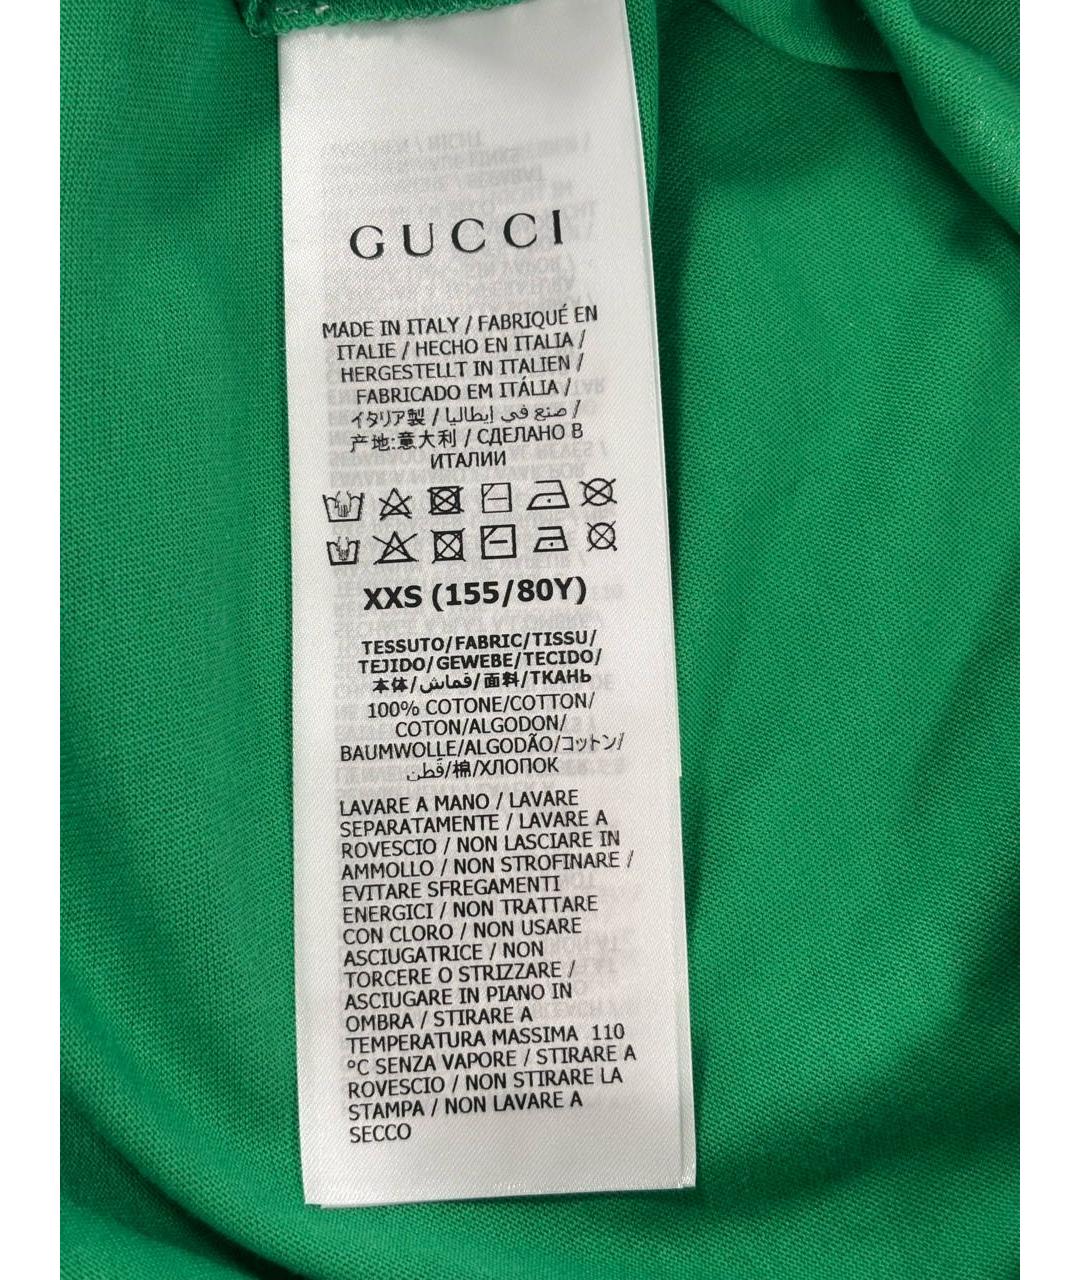 GUCCI
MADE IN ITALY / FABRIQUÉ EN
ITALIE / HECHO EN ITALIA /
HERGESTELLT IN ITALIEN /
FABRICADO EM ITÁLIA /
イタリア製 / صنع في إيطاليا /
产地:意大利 / СДЕЛАНО В
ИТАЛИИ
XXS (155/80Y)
TESSUTO/FABRIC/TISSU/
TEJIDO/GEWEBE/TECIDO/
本体/قماش/面料/ТКАНЬ
100% COTONE/COTTON/
COTON/ALGODON/
BAUMWOLLE/ALGODÃO/コットン/
قطن/棉/ХЛОПОК
LAVARE A MANO / LAVARE
SEPARATAMENTE / LAVARE A
ROVESCIO / NON LASCIARE IN
AMMOLLO / NON STROFINARE /
EVITARE SFREGAMENTI
ENERGICI / NON TRATTARE
CON CLORO / NON USARE
ASCIUGATRICE / NON
TORCERE O STRIZZARE /
ASCIUGARE IN PIANO IN
OMBRA / STIRARE A
TEMPERATURA MASSIMA 110
°C SENZA VAPORE / STIRARE A
ROVESCIO / NON STIRARE LA
STAMPA / NON LAVARE A
SECCO